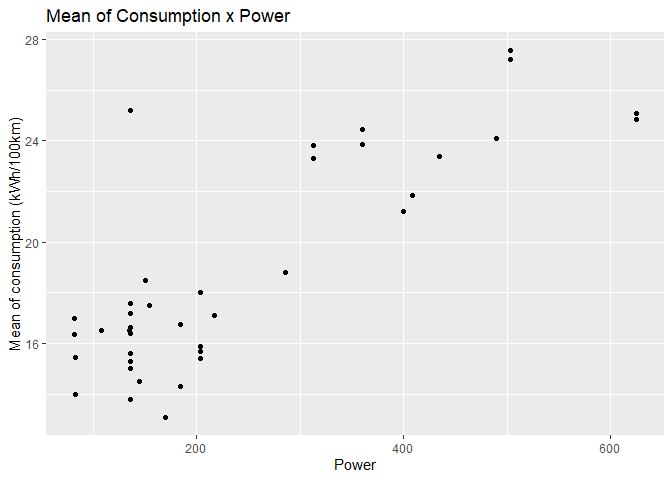 Mean of Consumption x Power
Mean of consumption (kWh/100km)
28
24
20
16
200
400
600
Power